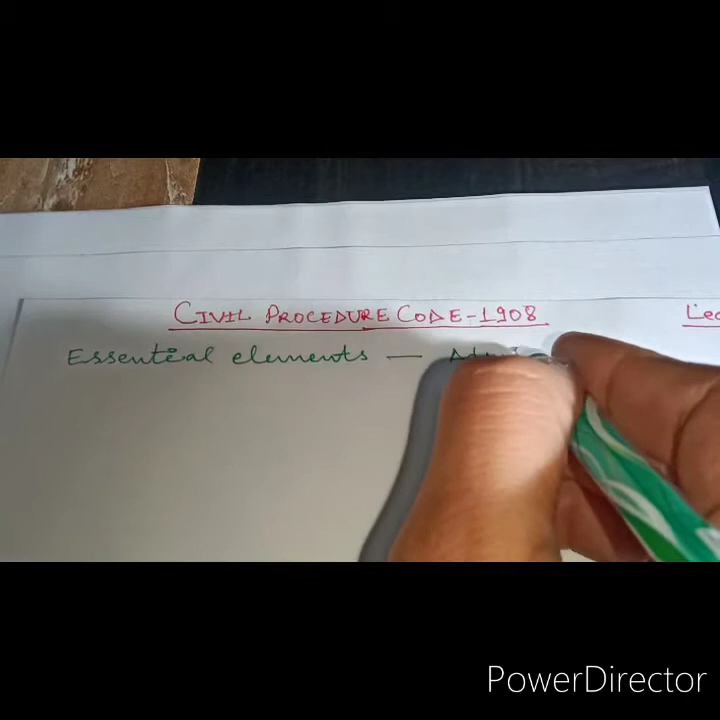 CIVIL PROCEDURE CODE-1908
Essential elements —
PowerDirector